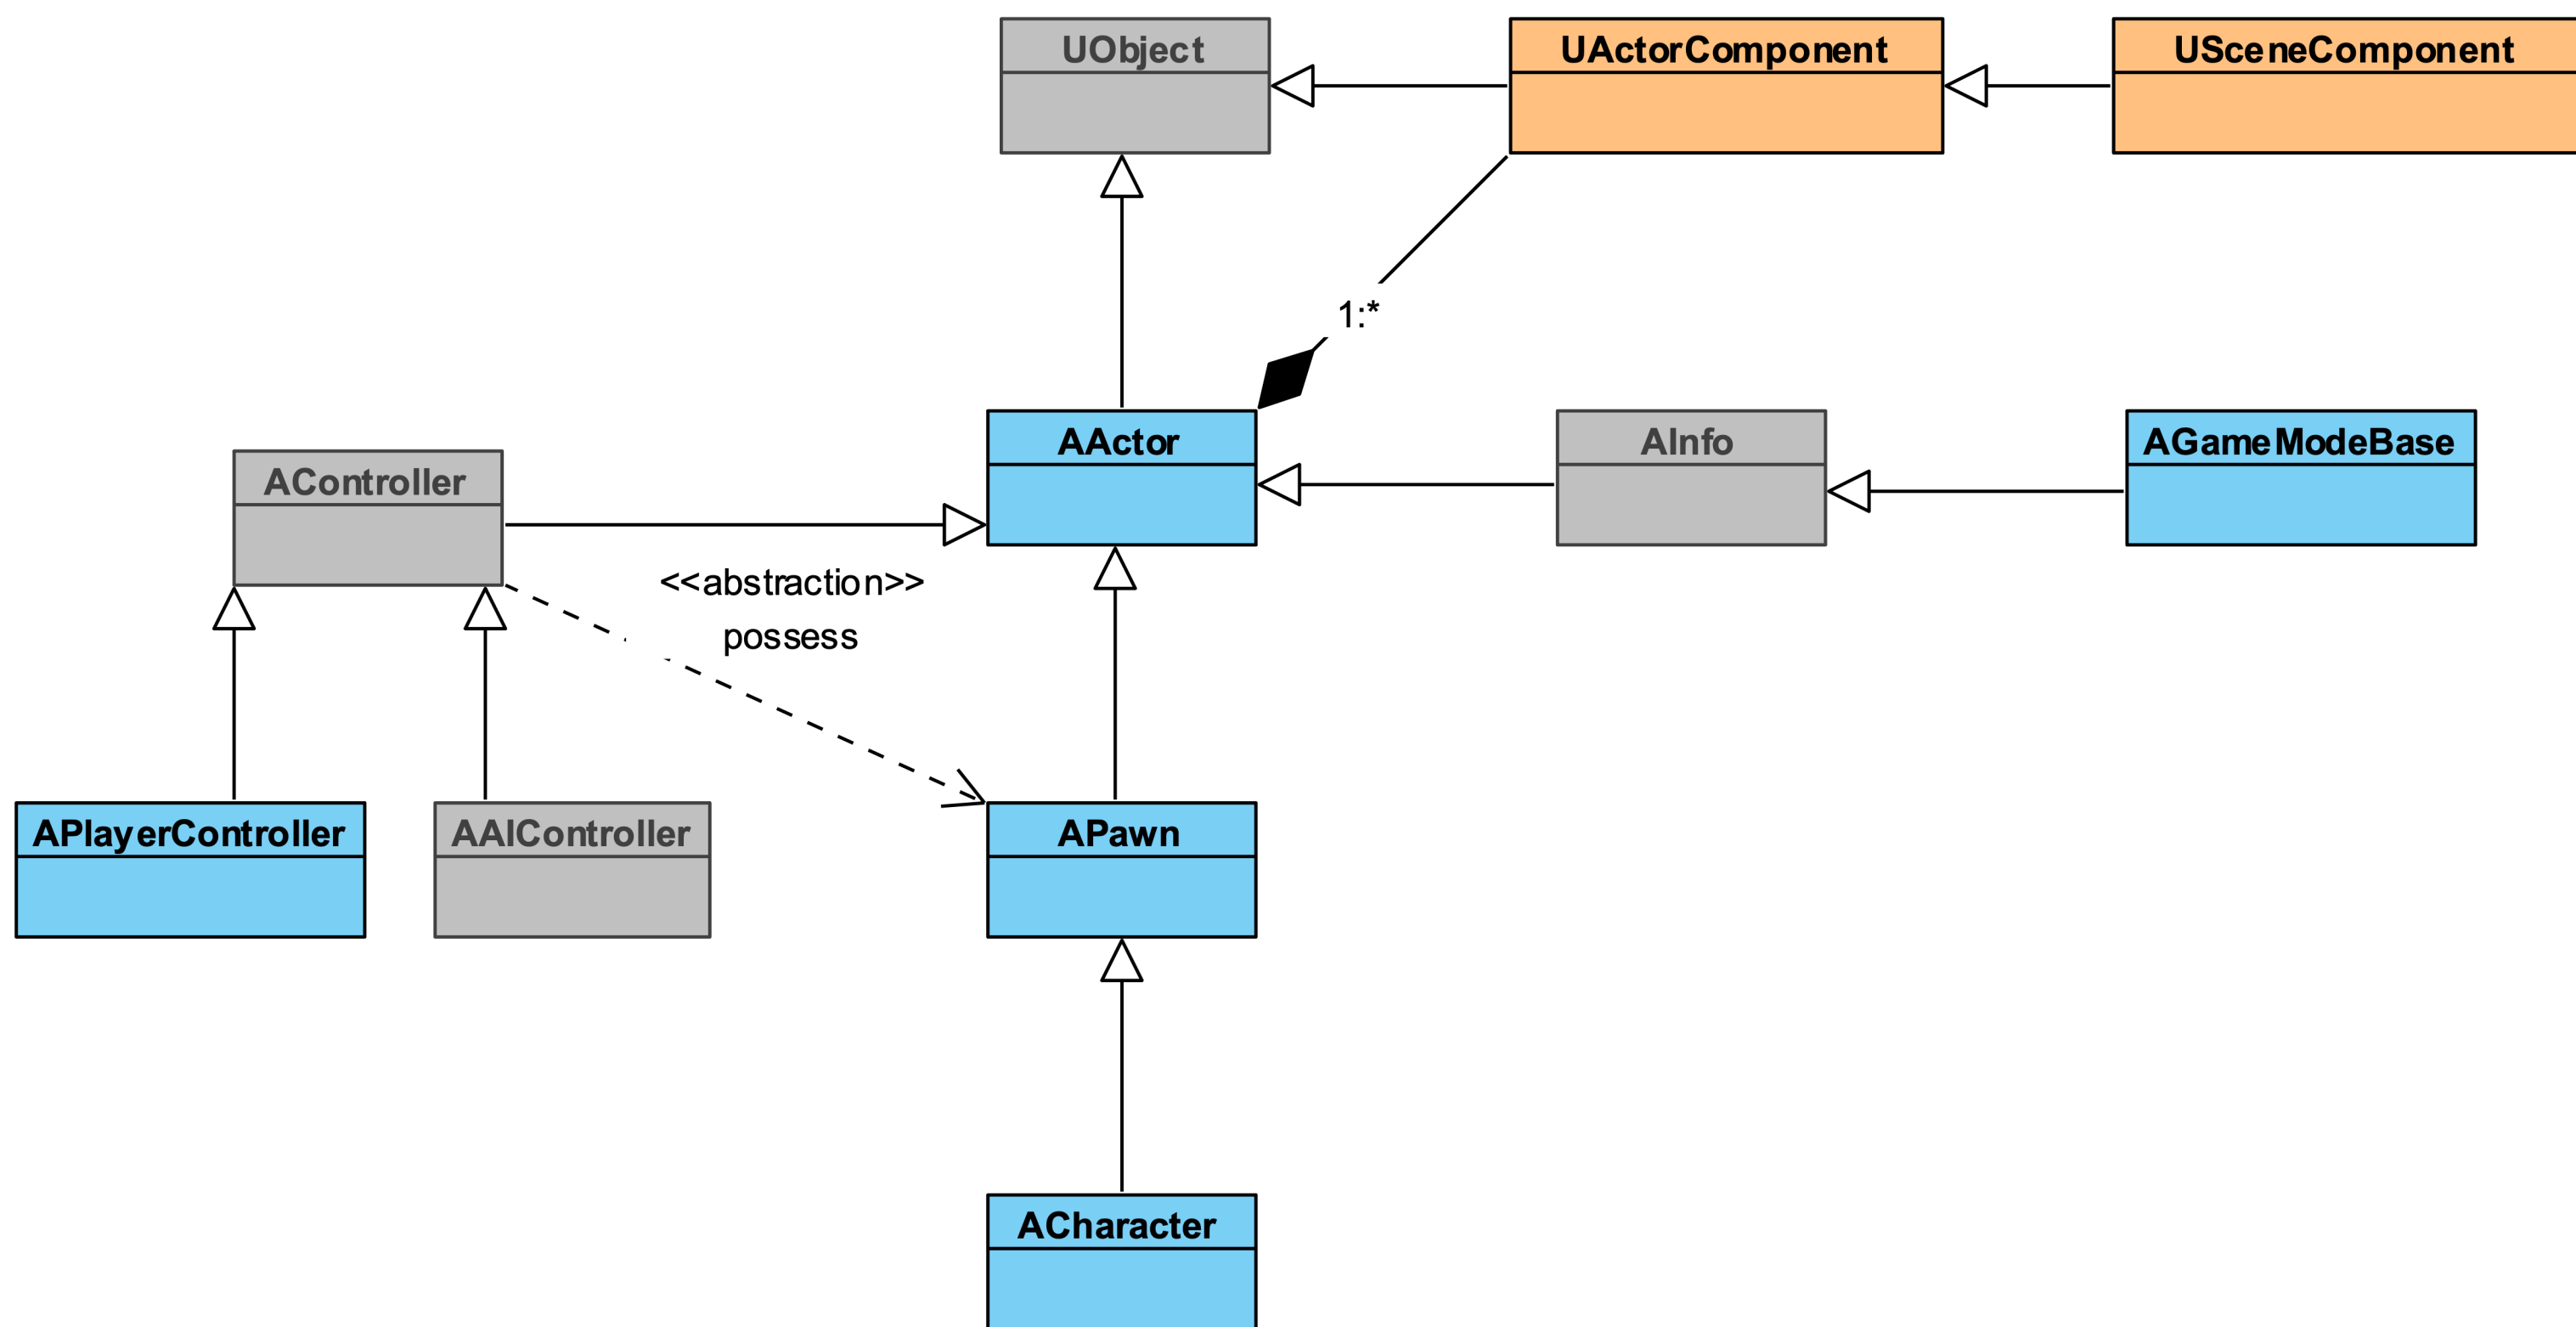 UObject
UActorComponent
USceneComponent
1:*
AActor
AInfo
AGameModeBase
AController
<<abstraction>>
possess
APlayerController
AAIController
APawn
ACharacter